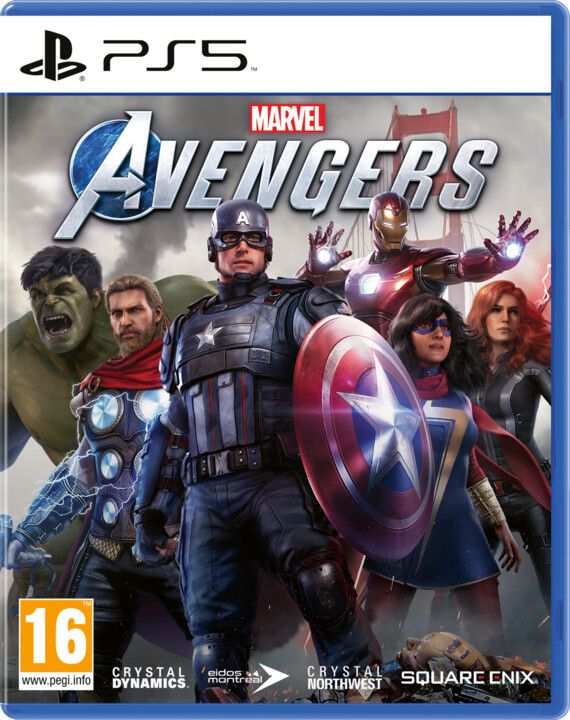 PS5
MARVEL
AVENGERS
A
16
www.pegi.info
CRYSTAL
DYNAMICS
eidos
montréal
CRYSTAL
NORTHWEST
SQUARE ENIX